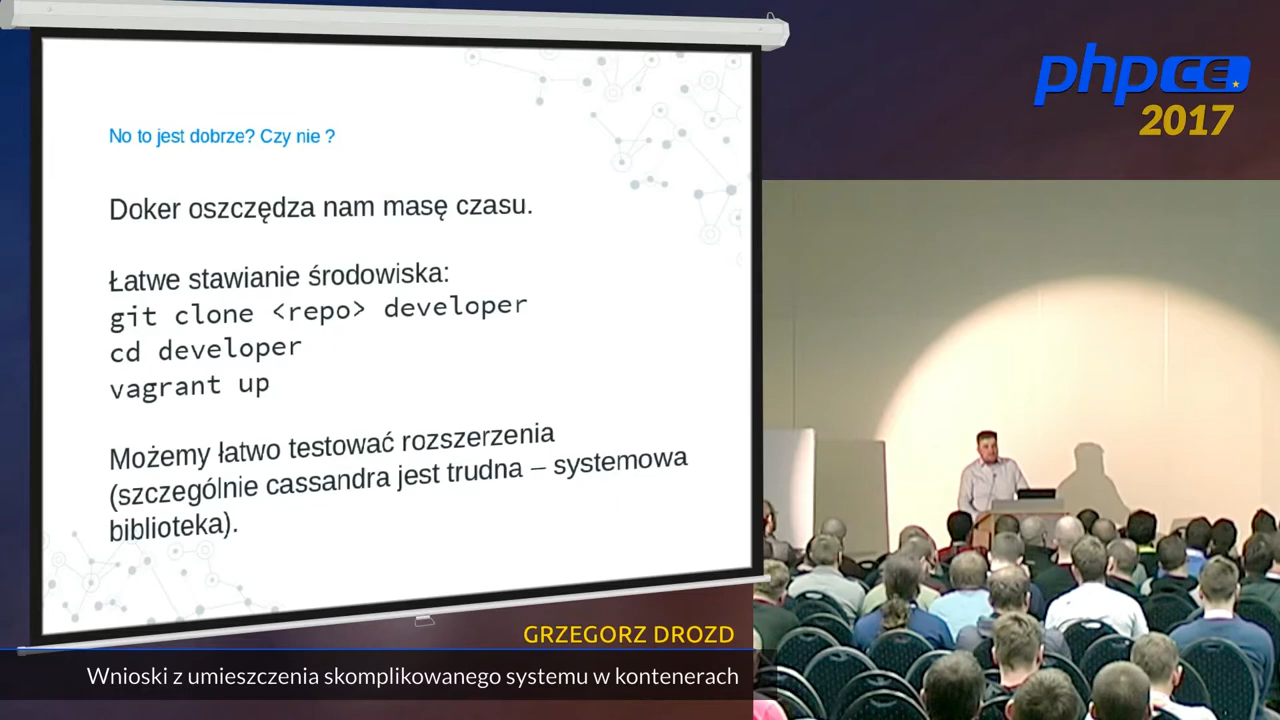 No to jest dobrze? Czy nie ?
Doker oszczędza nam masę czasu.
Łatwe stawianie środowiska:
git clone <repo> developer
cd developer
vagrant up
Możemy łatwo testować rozszerzenia
(szczególnie cassandra jest trudna – systemowa
biblioteka).
phpCE
2017
GRZEGORZ DROZD
Wnioski z umieszczenia skomplikowanego systemu w kontenerach